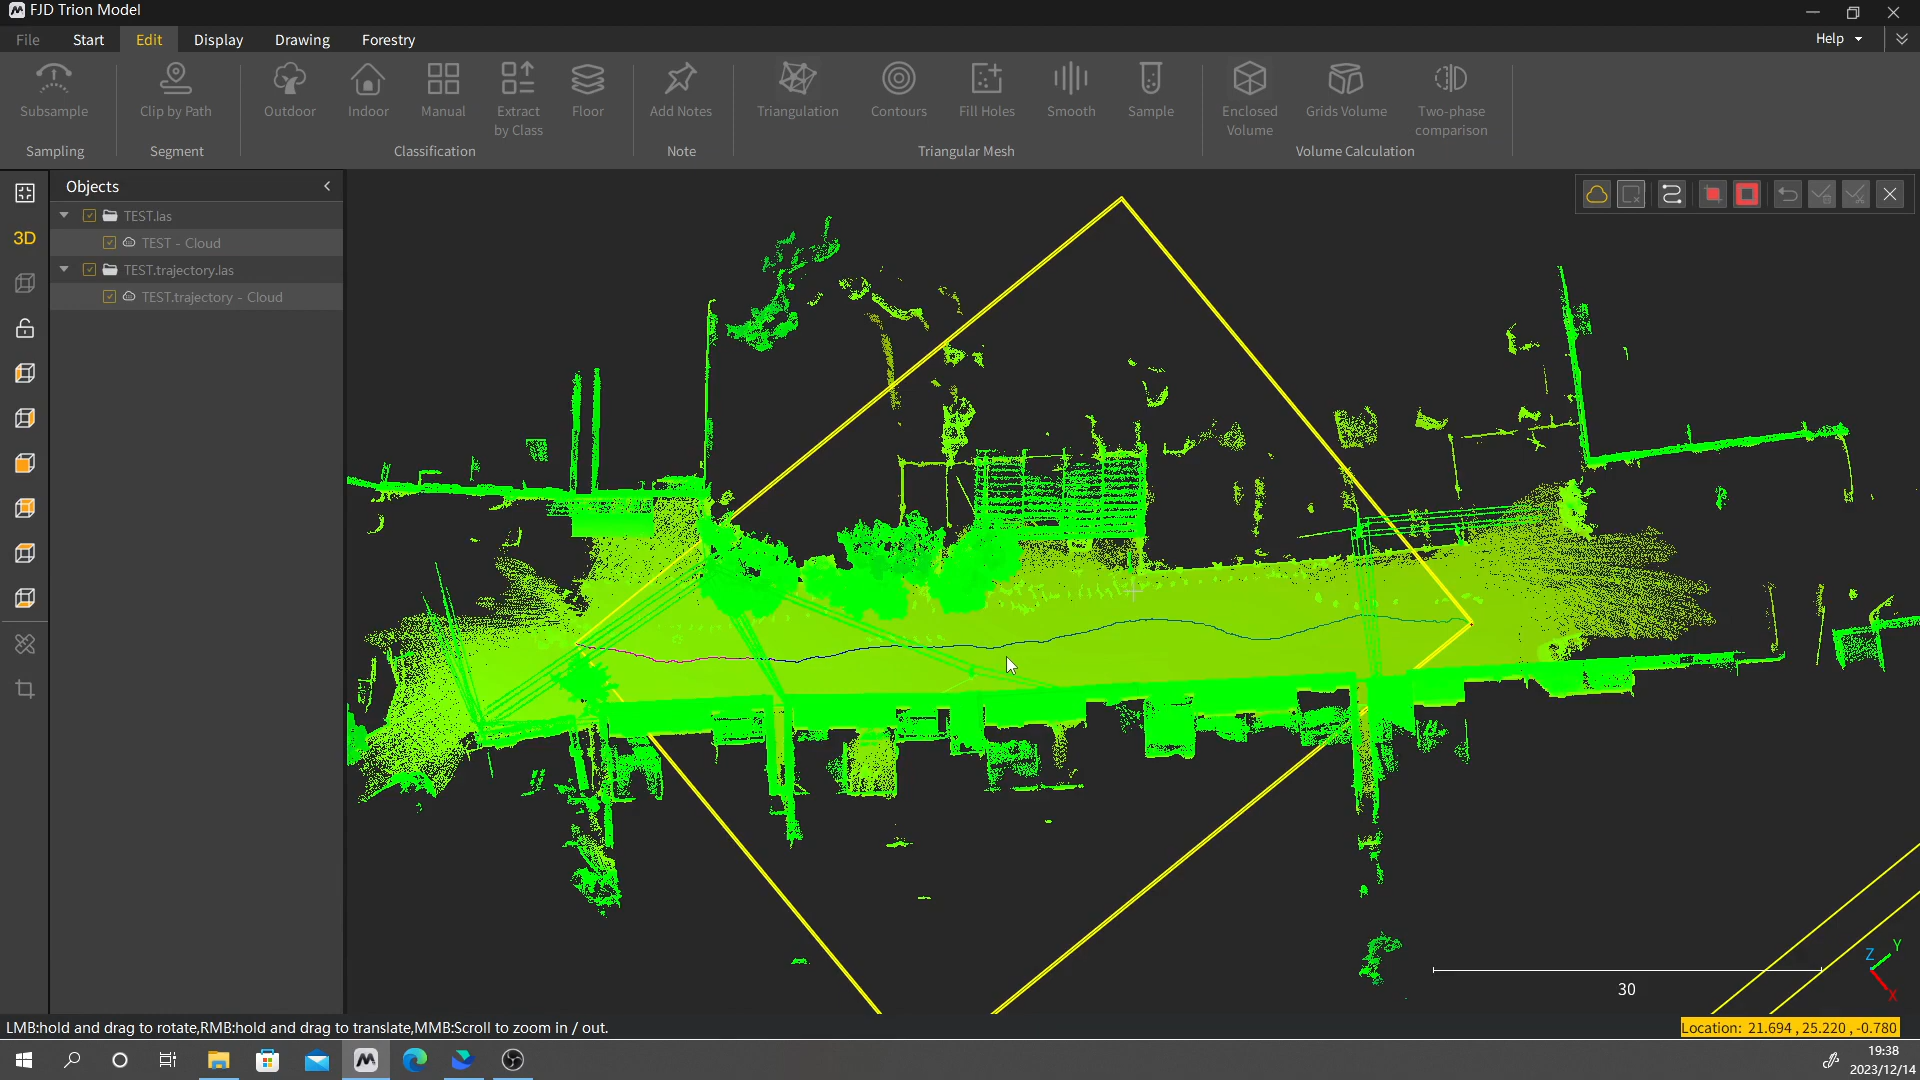 FJD Trion Model
File Start Edit Display Drawing Forestry Help
Subsample Clip by Path Outdoor Indoor Manual Extract by Class Floor Add Notes Triangulation Contours Fill Holes Smooth Sample Enclosed Volume Grids Volume Two-phase comparison
Sampling Segment Classification Note Triangular Mesh Volume Calculation
Objects
TEST.las
3D
TEST - Cloud
TEST.trajectory.las
TEST.trajectory - Cloud
Z Y
X
30
LMB:hold and drag to rotate,RMB:hold and drag to translate,MMB:Scroll to zoom in / out.
Location: 21.694 , 25.220 , -0.780
19:38
2023/12/14